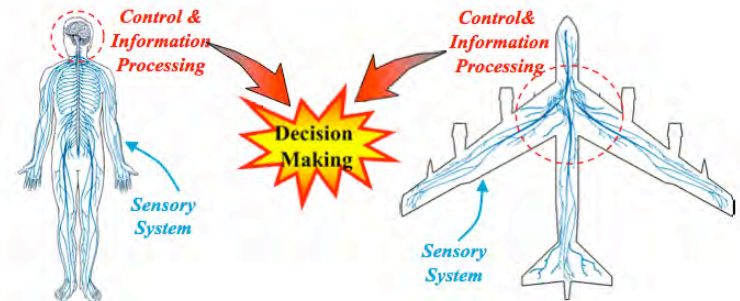 Control &
Information
Processing
Control&
Information
Processing
Decision
Making
Sensory
System
Sensory
System